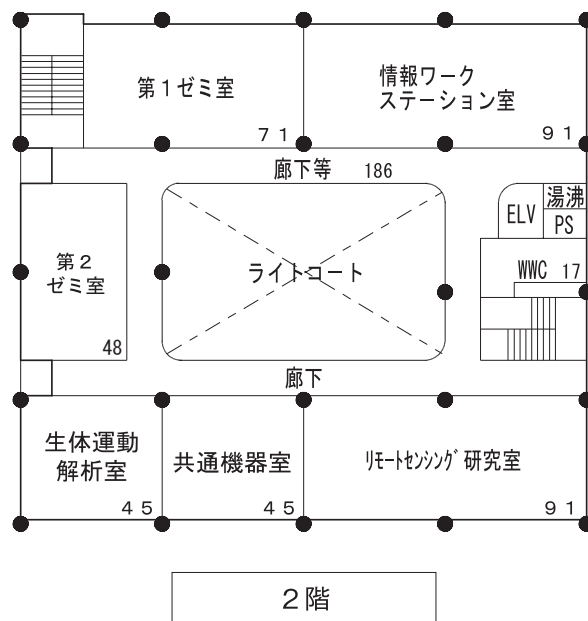 第１ゼミ室
７１
情報ワーク
ステーション室
９１
廊下等 186
湯沸
ELV
PS
WWC 17
第２
ゼミ室
48
ライトコート
廊下
生体運動
解析室
４５
共通機器室
４５
ﾘﾓｰﾄｾﾝｼﾝｸﾞ研究室
９１
２階